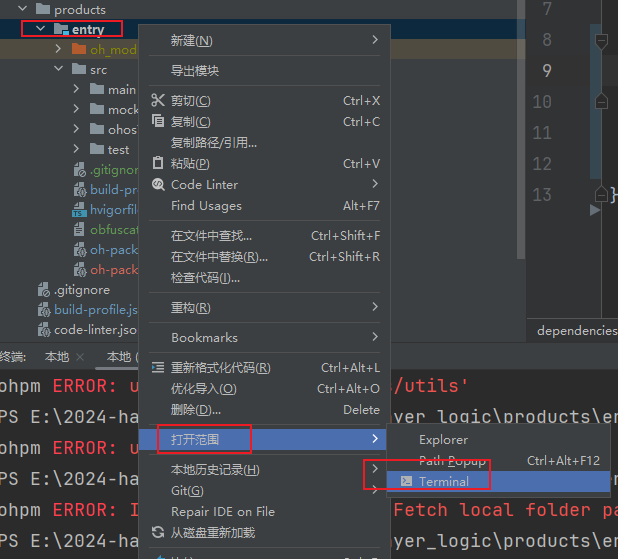 products
entry
oh_mod
src
main
mock
ohos
test
.gitignor
build-pro
hvigorfile
obfuscat
oh-pack
oh-pack
.gitignore
build-profile.js
code-linter.json
新建(N)
导出模块
剪切(C) Ctrl+X
复制(C) Ctrl+C
复制路径/引用...
粘贴(P) Ctrl+V
Code Linter
Find Usages Alt+F7
在文件中查找... Ctrl+Shift+F
在文件中替换(R)... Ctrl+Shift+R
检查代码(I)...
重构(R)
Bookmarks
重新格式化代码(R) Ctrl+Alt+L
优化导入(O) Ctrl+Alt+O
删除(D)... Delete
打开范围
本地历史记录(H)
Git(G)
Repair IDE on File
从磁盘重新加载
Explorer
Path Popup Ctrl+Alt+F12
Terminal
7
8
9
10
11
12
13 }
dependencies
终端: 本地 × 本地 (
ohpm ERROR: u s/utils'
PS E:\2024-ha ayer_logic\products\en
ohpm ERROR: u
PS E:\2024-ha
ohpm ERROR: I Fetch local folder pa
PS E:\2024-ha ayer_logic\products\en